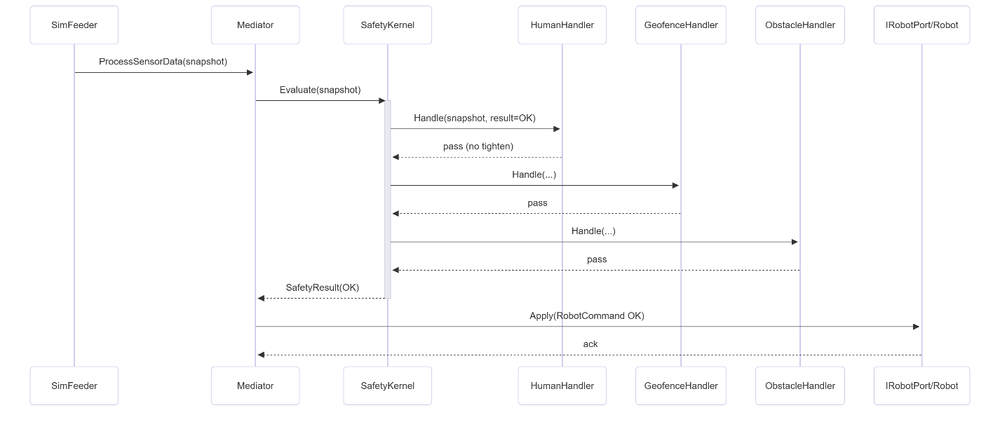 SimFeeder
Mediator
SafetyKernel
HumanHandler
GeofenceHandler
ObstacleHandler
IRobotPort/Robot
ProcessSensorData(snapshot)
Evaluate(snapshot)
Handle(snapshot, result=OK)
pass (no tighten)
Handle(...)
pass
Handle(...)
pass
SafetyResult(OK)
Apply(RobotCommand OK)
ack
SimFeeder
Mediator
SafetyKernel
HumanHandler
GeofenceHandler
ObstacleHandler
IRobotPort/Robot